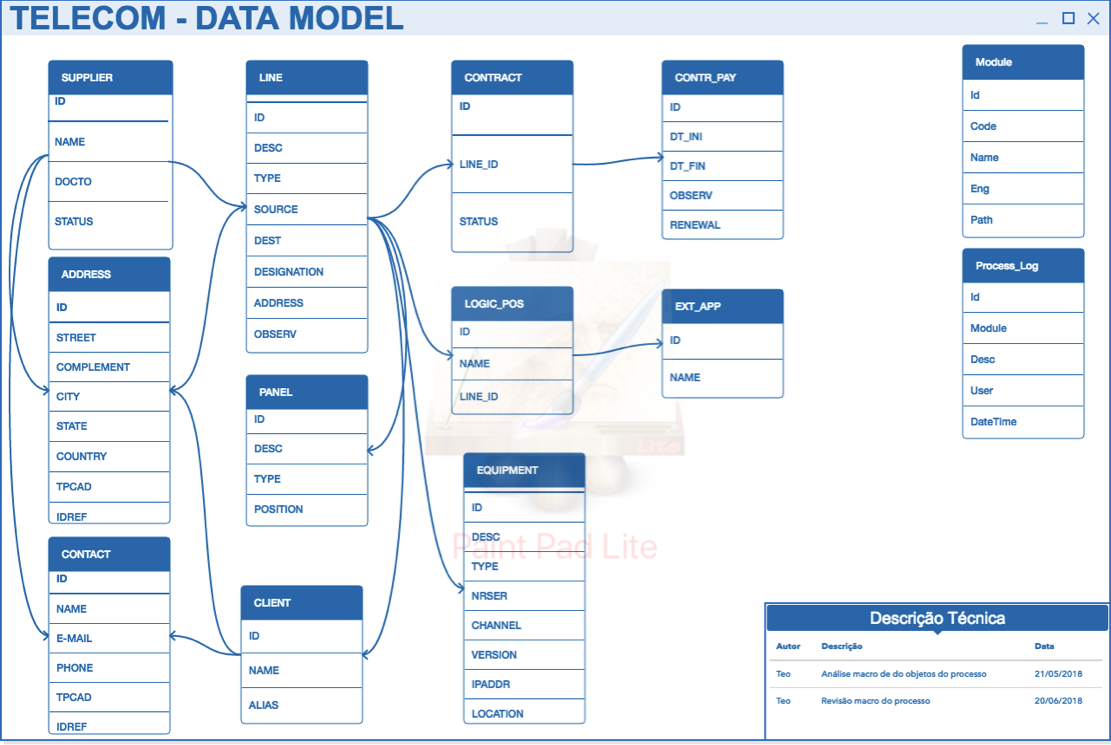 TELECOM - DATA MODEL
SUPPLIER
ID
NAME
DOCTO
STATUS
ADDRESS
ID
STREET
COMPLEMENT
CITY
STATE
COUNTRY
TPCAD
IDREF
CONTACT
ID
NAME
E-MAIL
PHONE
TPCAD
IDREF
LINE
ID
DESC
TYPE
SOURCE
DEST
DESIGNATION
ADDRESS
OBSERV
PANEL
ID
DESC
TYPE
POSITION
CLIENT
ID
NAME
ALIAS
CONTRACT
ID
LINE_ID
STATUS
LOGIC_POS
ID
NAME
LINE_ID
EQUIPMENT
ID
DESC
TYPE
NRSER
CHANNEL
VERSION
IPADDR
LOCATION
CONTR_PAY
ID
DT_INI
DT_FIN
OBSERV
RENEWAL
EXT_APP
ID
NAME
Module
Id
Code
Name
Eng
Path
Process_Log
Id
Module
Desc
User
DateTime
Lite
Paint Pad Lite
Descrição Técnica
Autor Descrição Data
Teo Análise macro de do objetos do processo 21/05/2018
Teo Revisão macro do processo 20/06/2018